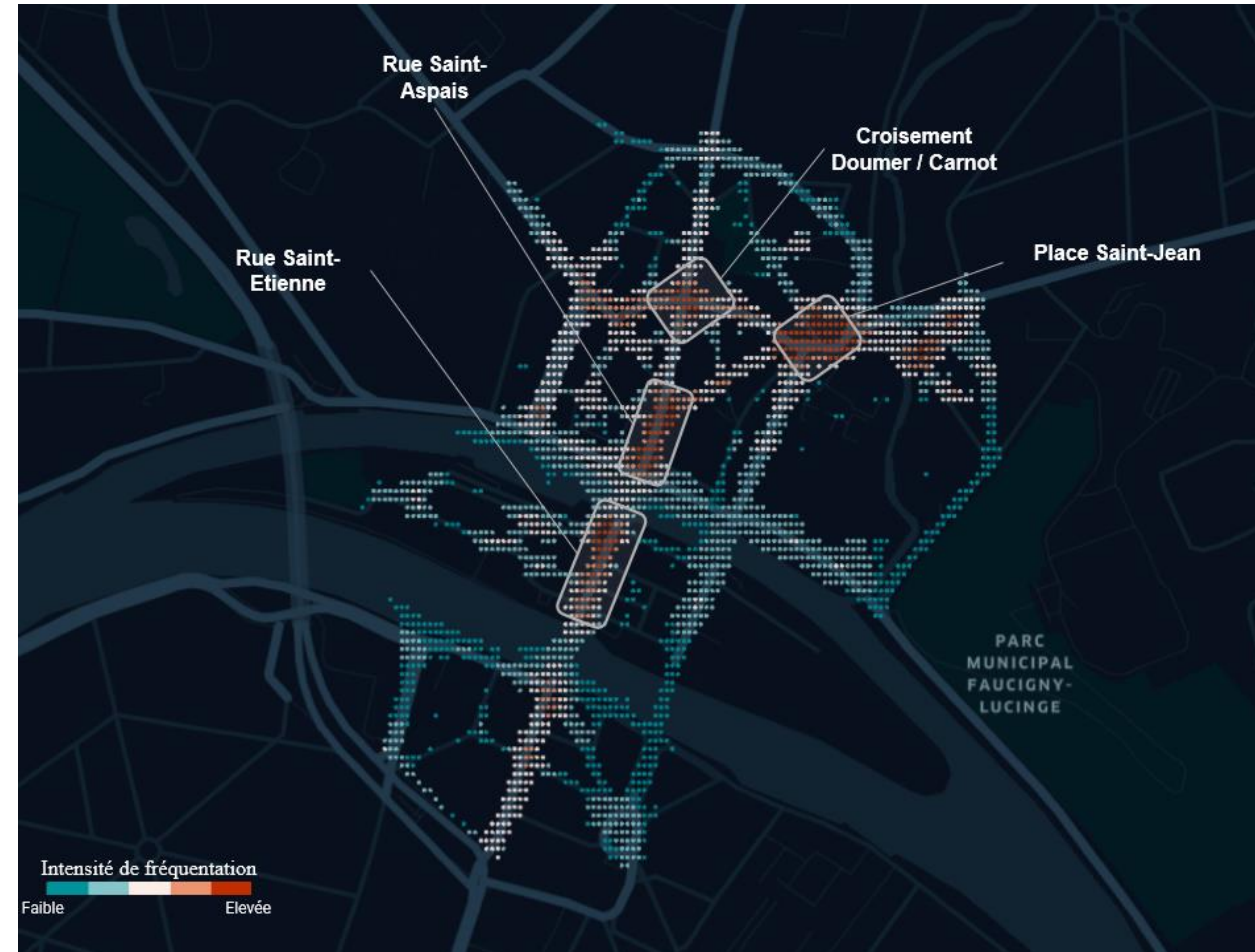 Rue Saint-
Aspais
Croisement
Doumer / Carnot
Rue Saint-
Etienne
Place Saint-Jean
PARC
MUNICIPAL
FAUCIGNY-
LUCINGE
Intensité de fréquentation
Faible
Elevée